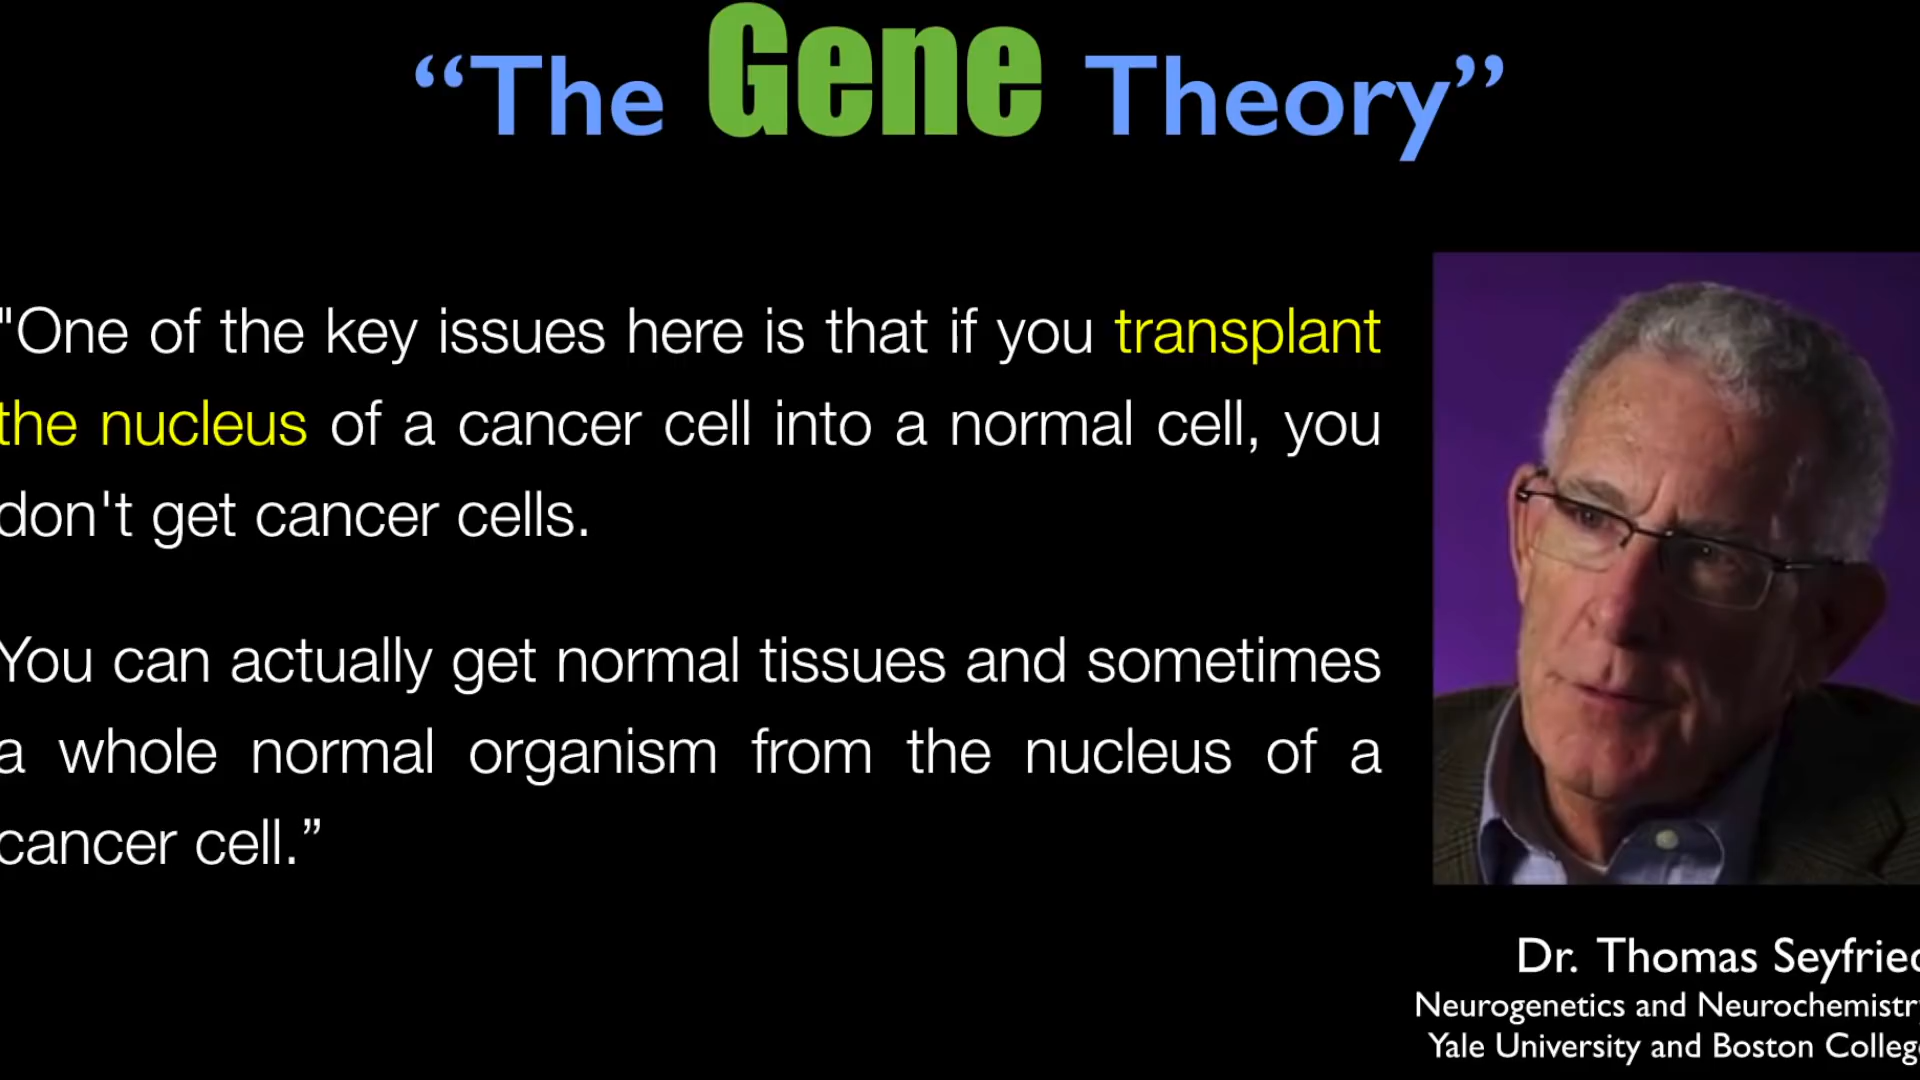 “The Gene Theory”
"One of the key issues here is that if you transplant
the nucleus of a cancer cell into a normal cell, you
don't get cancer cells.
You can actually get normal tissues and sometimes
a whole normal organism from the nucleus of a
cancer cell.”
Dr. Thomas Seyfried
Neurogenetics and Neurochemistry
Yale University and Boston College